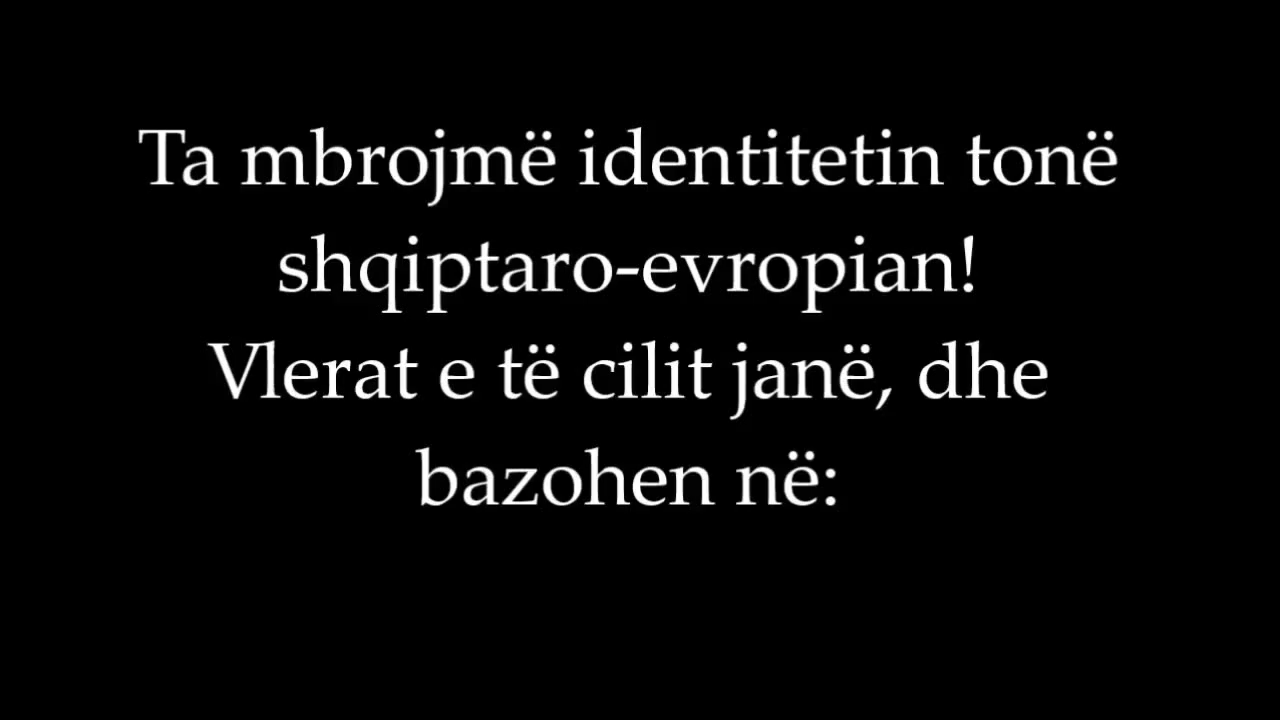 Ta mbrojmë identitetin tonë
shqiptaro-evropian!
Vlerat e të cilit janë, dhe
bazohen në: